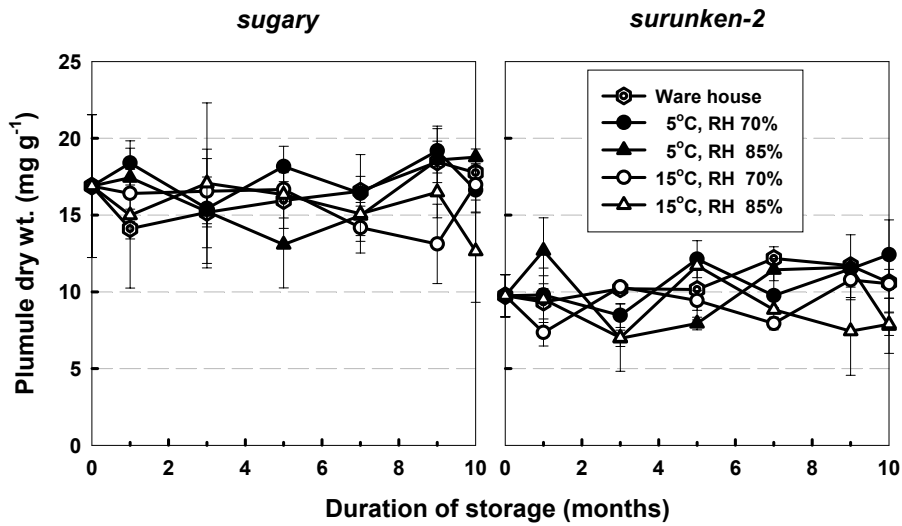 sugary
surunken-2
Plumule dry wt. (mg g⁻¹)
25
20
15
10
5
0
Ware house
5°C, RH 70%
5°C, RH 85%
15°C, RH 70%
15°C, RH 85%
0 2 4 6 8 10
0 2 4 6 8 10
Duration of storage (months)